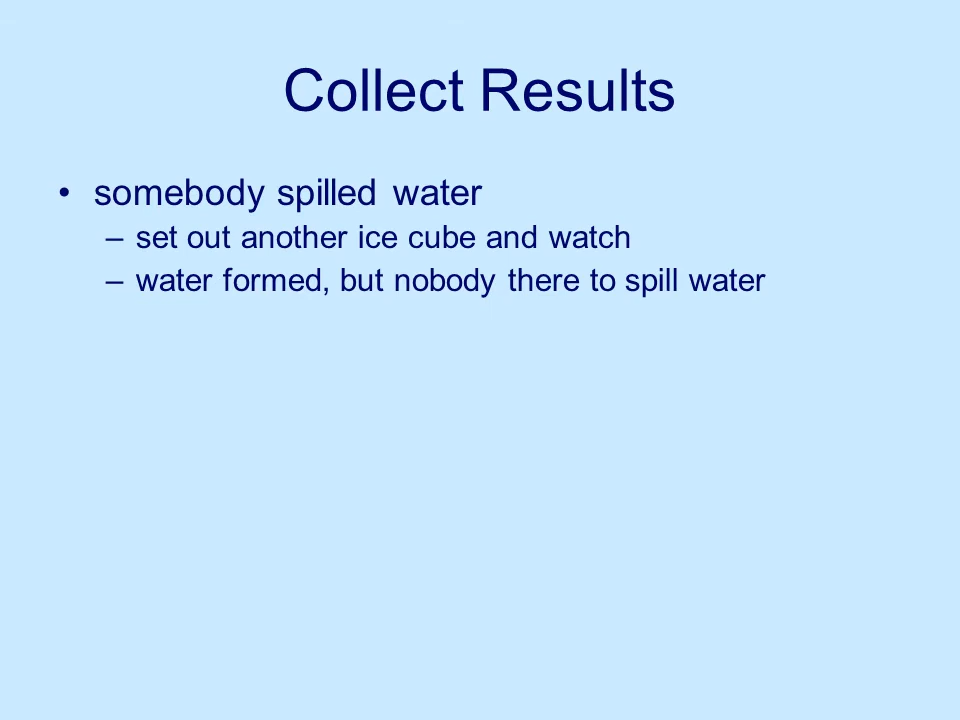 Collect Results
• somebody spilled water
– set out another ice cube and watch
– water formed, but nobody there to spill water